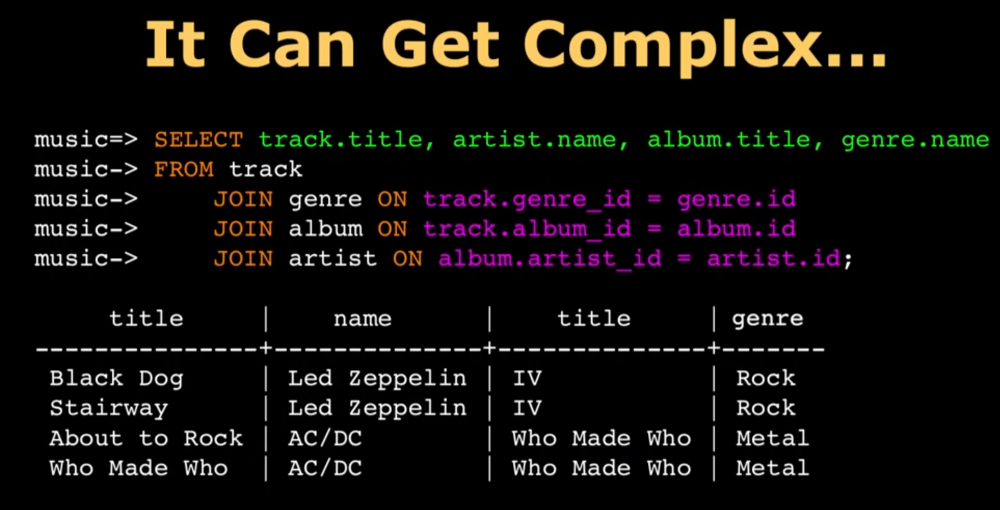 It Can Get Complex...
music=> SELECT track.title, artist.name, album.title, genre.name
music-> FROM track
music->     JOIN genre ON track.genre_id = genre.id
music->     JOIN album ON track.album_id = album.id
music->     JOIN artist ON album.artist_id = artist.id;
     title     |    name      |    title     | genre
---------------+--------------+--------------+-------
 Black Dog     | Led Zeppelin | IV           | Rock
 Stairway      | Led Zeppelin | IV           | Rock
 About to Rock | AC/DC        | Who Made Who | Metal
 Who Made Who  | AC/DC        | Who Made Who | Metal